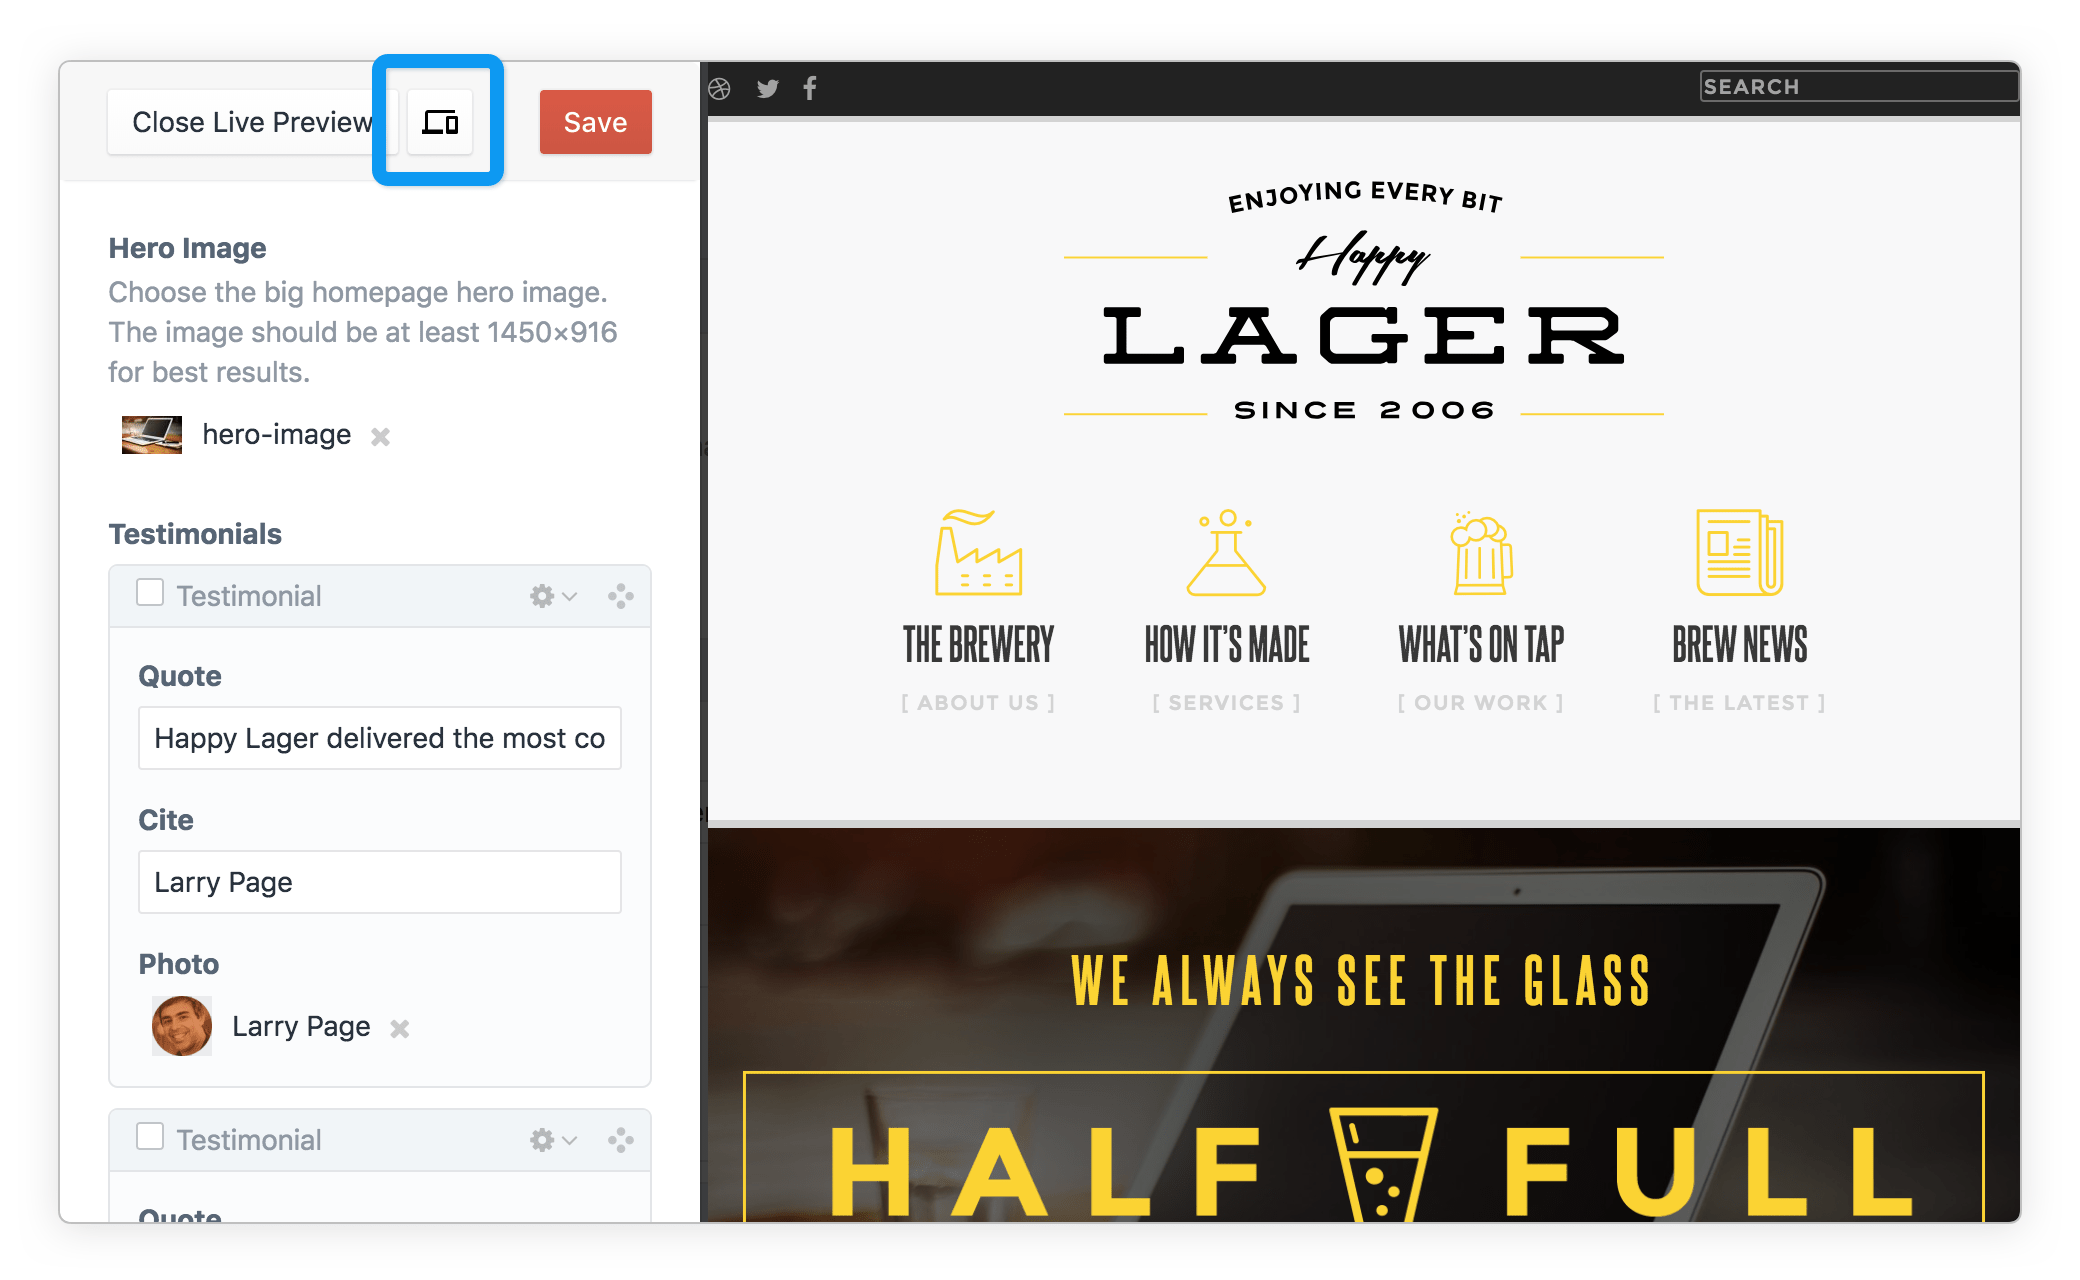 Close Live Preview
Save
Hero Image
Choose the big homepage hero image.
The image should be at least 1450×916
for best results.
hero-image
Testimonials
Testimonial
Quote
Happy Lager delivered the most co
Cite
Larry Page
Photo
Larry Page
Testimonial
Quote
SEARCH
ENJOYING EVERY BIT
Happy
LAGER
SINCE 2006
THE BREWERY
[ ABOUT US ]
HOW IT'S MADE
[ SERVICES ]
WHAT'S ON TAP
[ OUR WORK ]
BREW NEWS
[ THE LATEST ]
WE ALWAYS SEE THE GLASS
HALF FULL